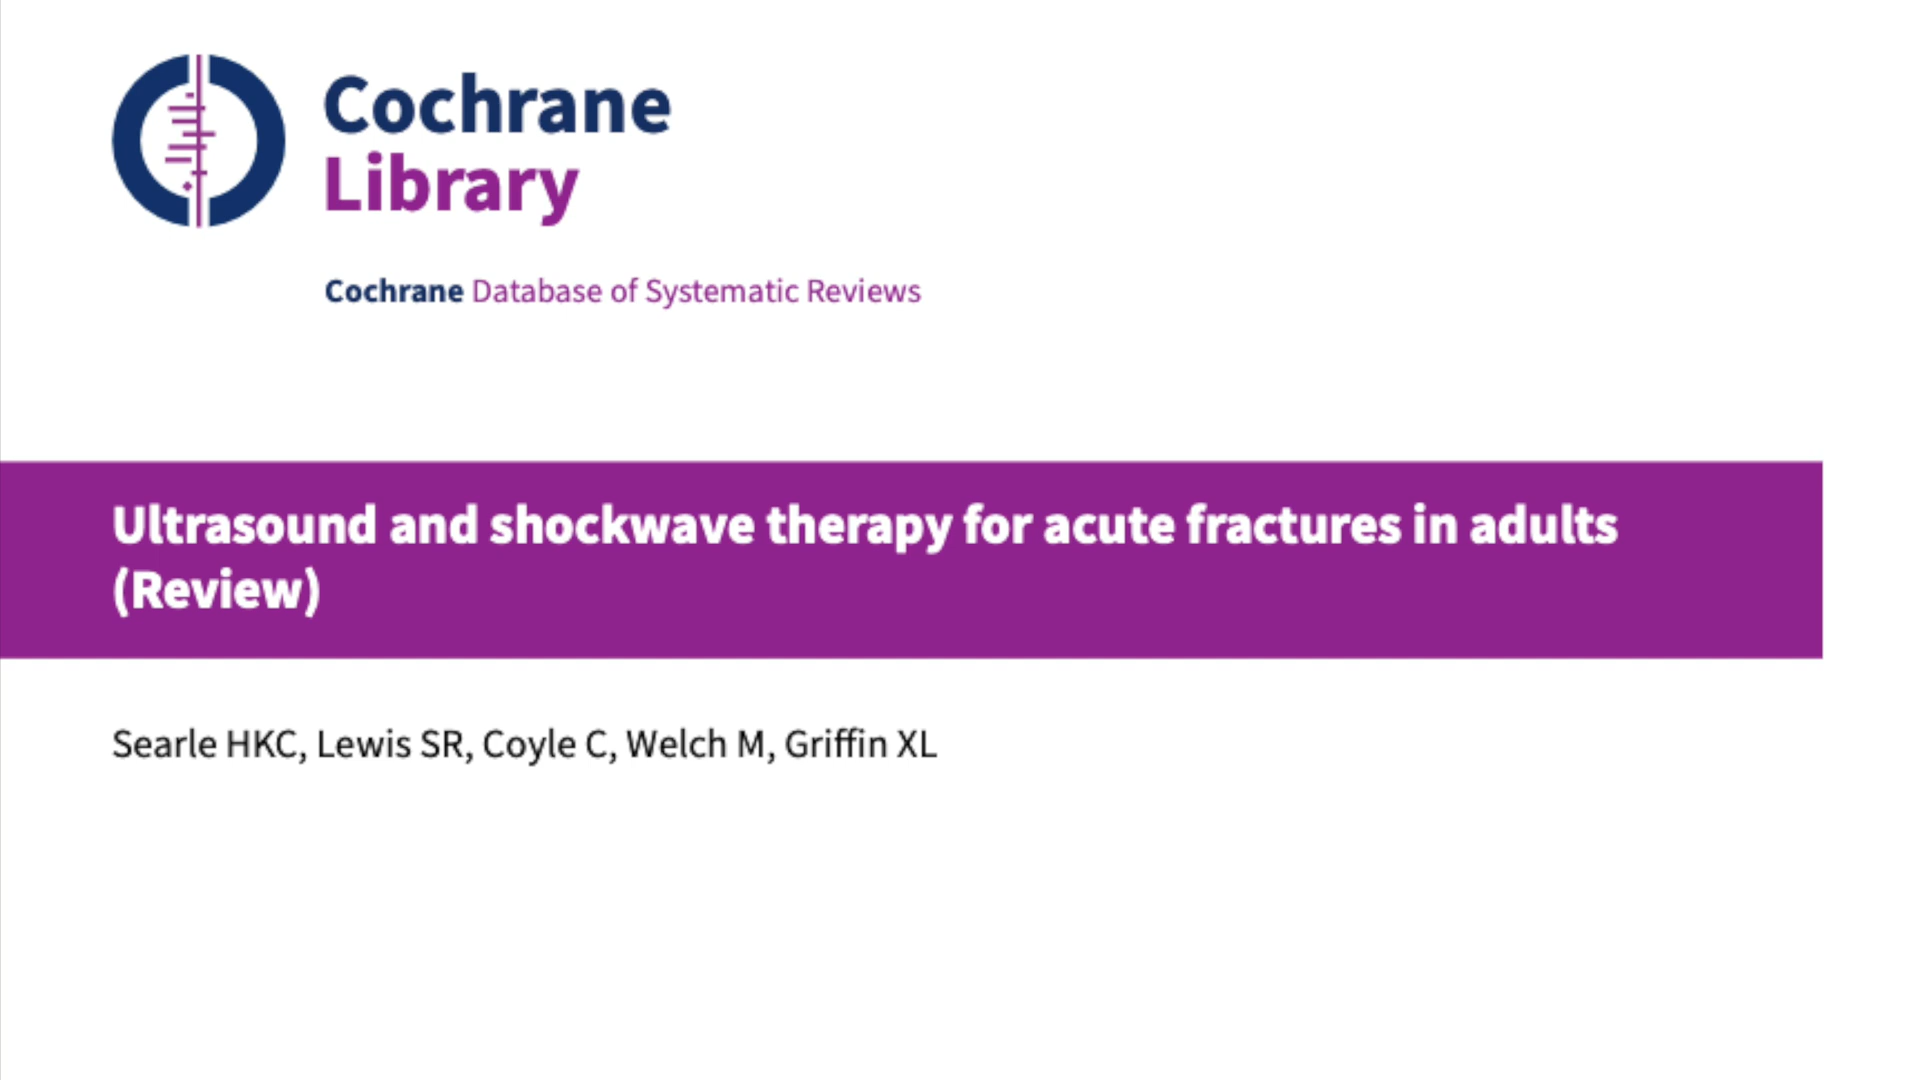 Cochrane
Library
Cochrane Database of Systematic Reviews
Ultrasound and shockwave therapy for acute fractures in adults
(Review)
Searle HKC, Lewis SR, Coyle C, Welch M, Griffin XL